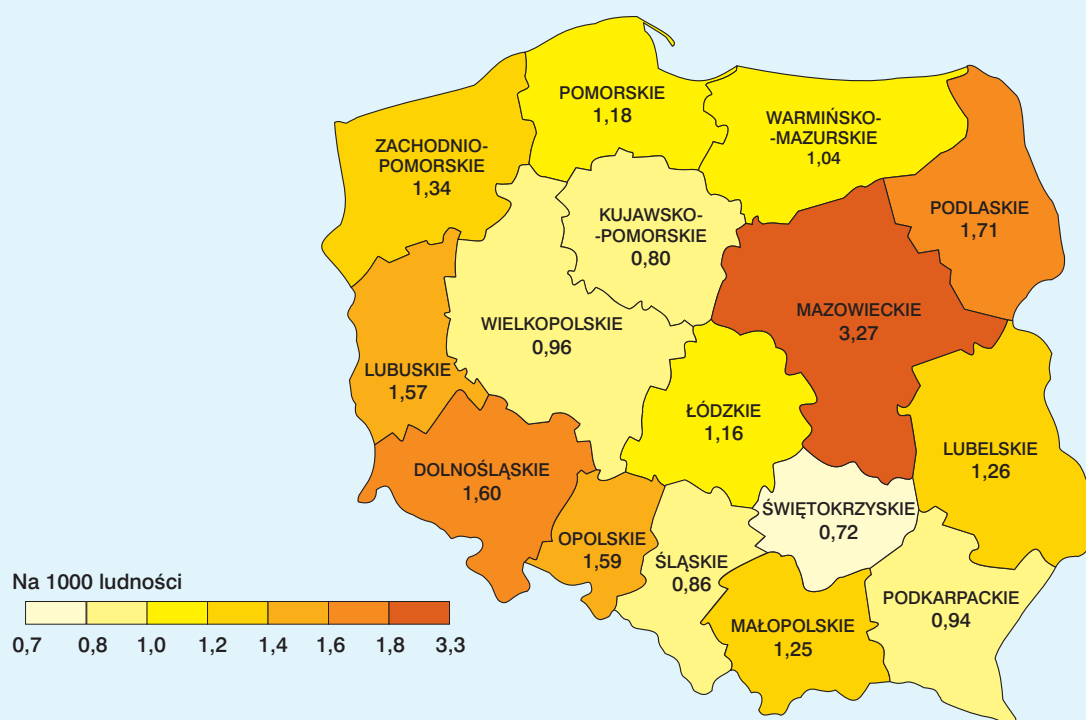 POMORSKIE
1,18
WARMIŃSKO-
-MAZURSKIE
1,04
ZACHODNIO-
POMORSKIE
1,34
PODLASKIE
1,71
KUJAWSKO-
-POMORSKIE
0,80
MAZOWIECKIE
3,27
WIELKOPOLSKIE
0,96
LUBUSKIE
1,57
ŁÓDZKIE
1,16
LUBELSKIE
1,26
DOLNOŚLĄSKIE
1,60
ŚWIĘTOKRZYSKIE
0,72
OPOLSKIE
1,59
ŚLĄSKIE
0,86
PODKARPACKIE
0,94
MAŁOPOLSKIE
1,25
Na 1000 ludności
0,7 0,8 1,0 1,2 1,4 1,6 1,8 3,3